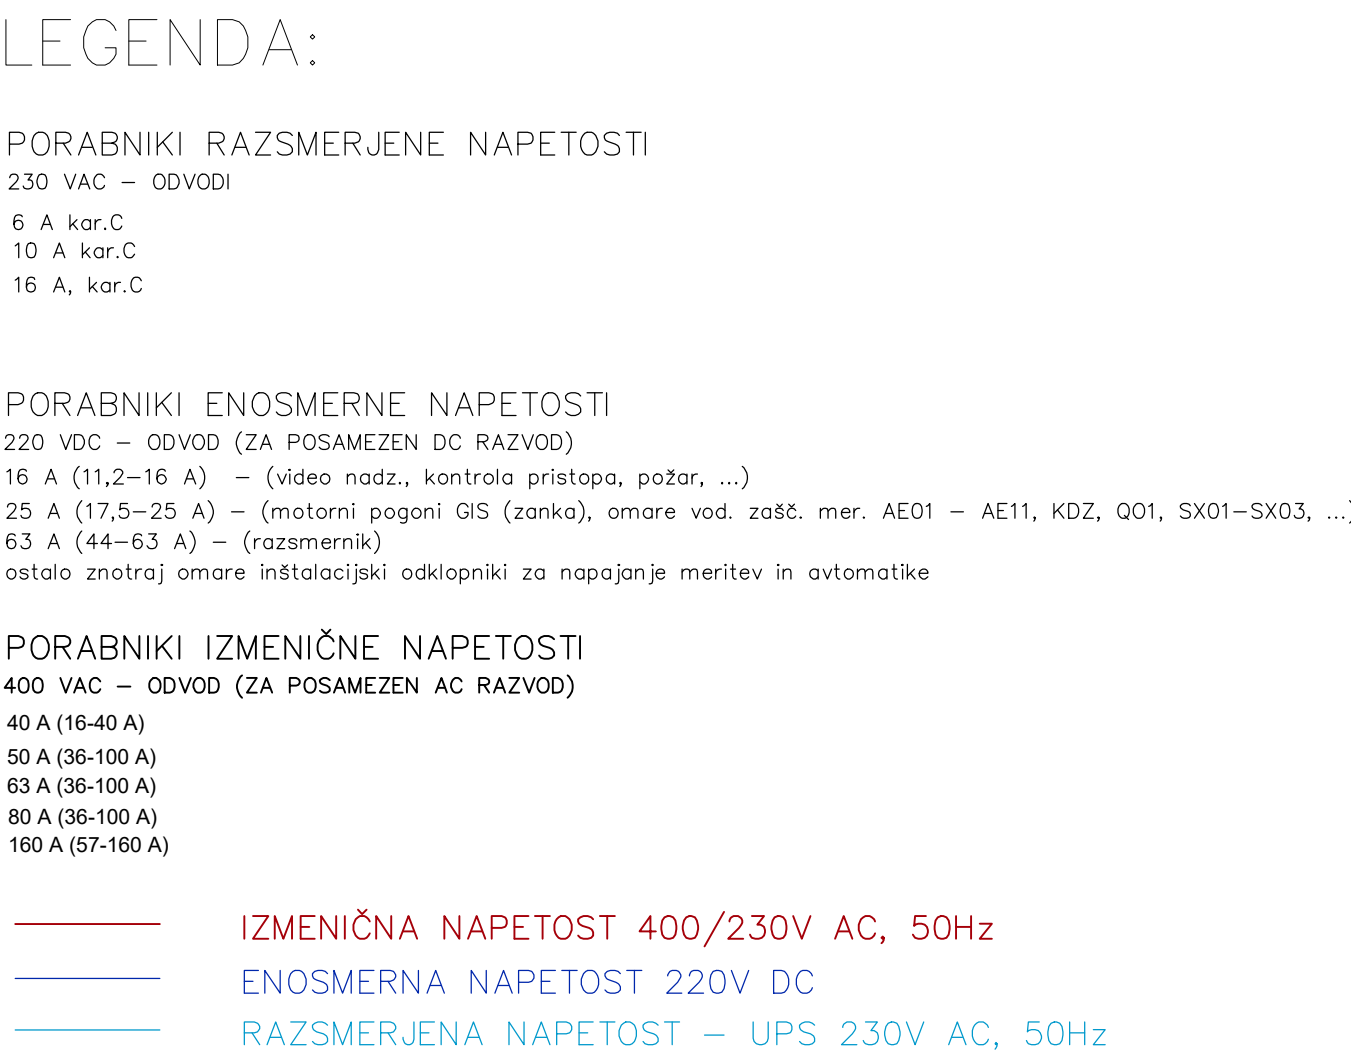 LEGENDA:
PORABNIKI RAZSMERJENE NAPETOSTI
230 VAC – ODVODI
6 A kar.C
10 A kar.C
16 A, kar.C
PORABNIKI ENOSMERNE NAPETOSTI
220 VDC – ODVOD (ZA POSAMEZEN DC RAZVOD)
16 A (11,2–16 A) – (video nadz., kontrola pristopa, požar, ...)
25 A (17,5–25 A) – (motorni pogoni GIS (zanka), omare vod. zašč. mer. AE01 – AE11, KDZ, QO1, SX01–SX03, ...)
63 A (44–63 A) – (razsmernik)
ostalo znotraj omare inštalacijski odklopniki za napajanje meritev in avtomatike
PORABNIKI IZMENIČNE NAPETOSTI
400 VAC – ODVOD (ZA POSAMEZEN AC RAZVOD)
40 A (16-40 A)
50 A (36-100 A)
63 A (36-100 A)
80 A (36-100 A)
160 A (57-160 A)
IZMENIČNA NAPETOST 400/230V AC, 50Hz
ENOSMERNA NAPETOST 220V DC
RAZSMERJENA NAPETOST – UPS 230V AC, 50Hz